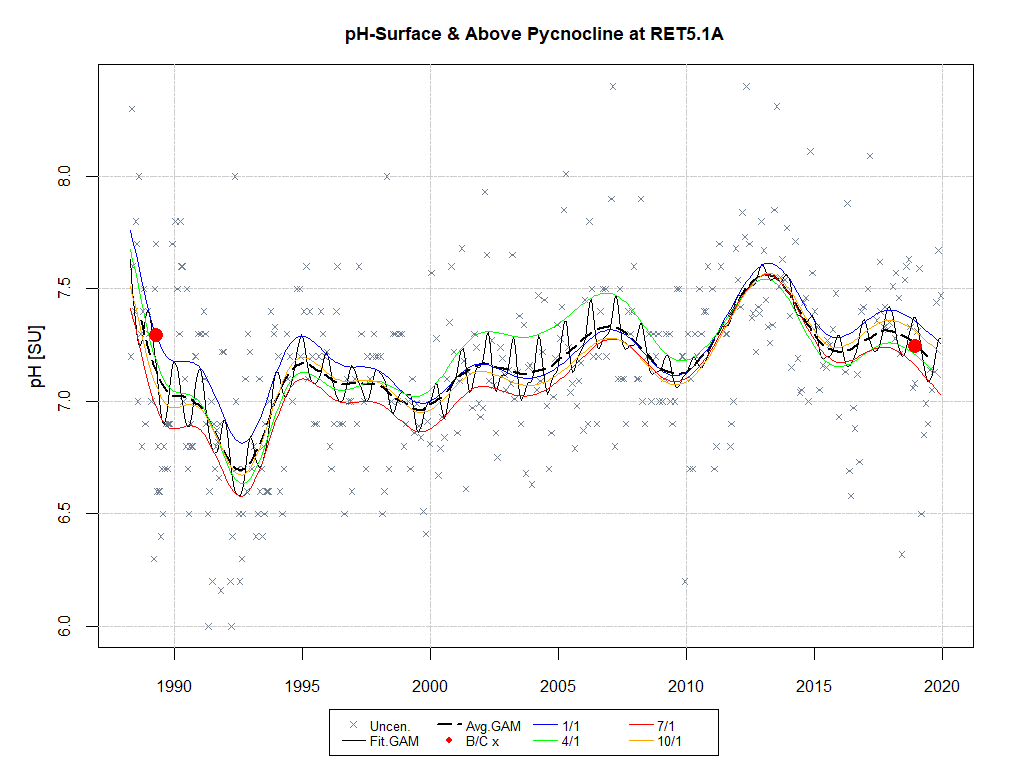 pH-Surface & Above Pycnocline at RET5.1A
pH [SU]
8.0
7.5
7.0
6.5
6.0
1990 1995 2000 2005 2010 2015 2020
Uncen. Avg.GAM 1/1 7/1
Fit.GAM B/C x 4/1 10/1